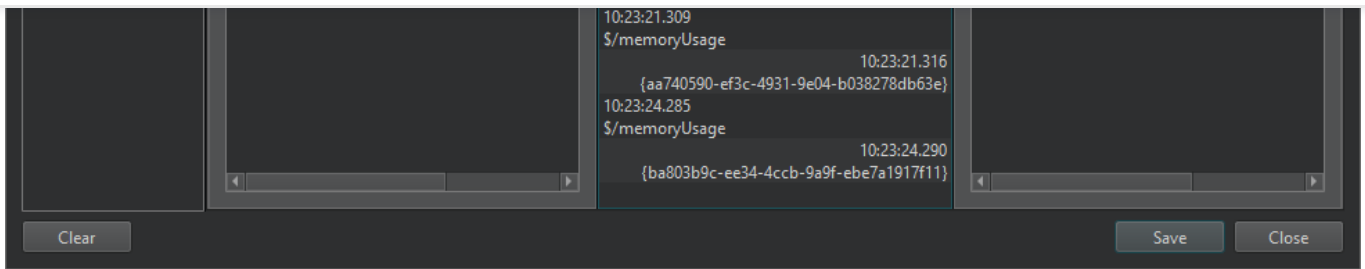 10:23:21.309
$/memoryUsage
10:23:21.316
{aa740590-ef3c-4931-9e04-b038278db63e}
10:23:24.285
$/memoryUsage
10:23:24.290
{ba803b9c-ee34-4ccb-9a9f-ebe7a1917f11}
Clear
Save
Close